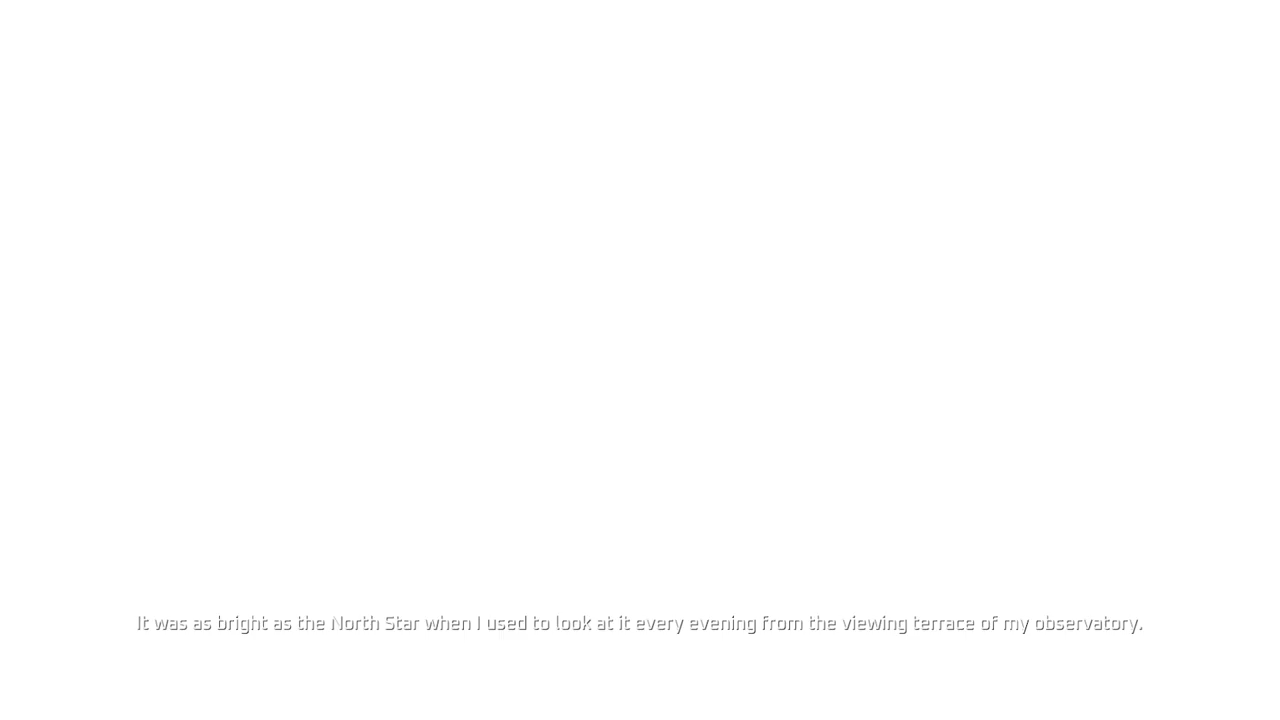 It was as bright as the North Star when I used to look at it every evening from the viewing terrace of my observatory.